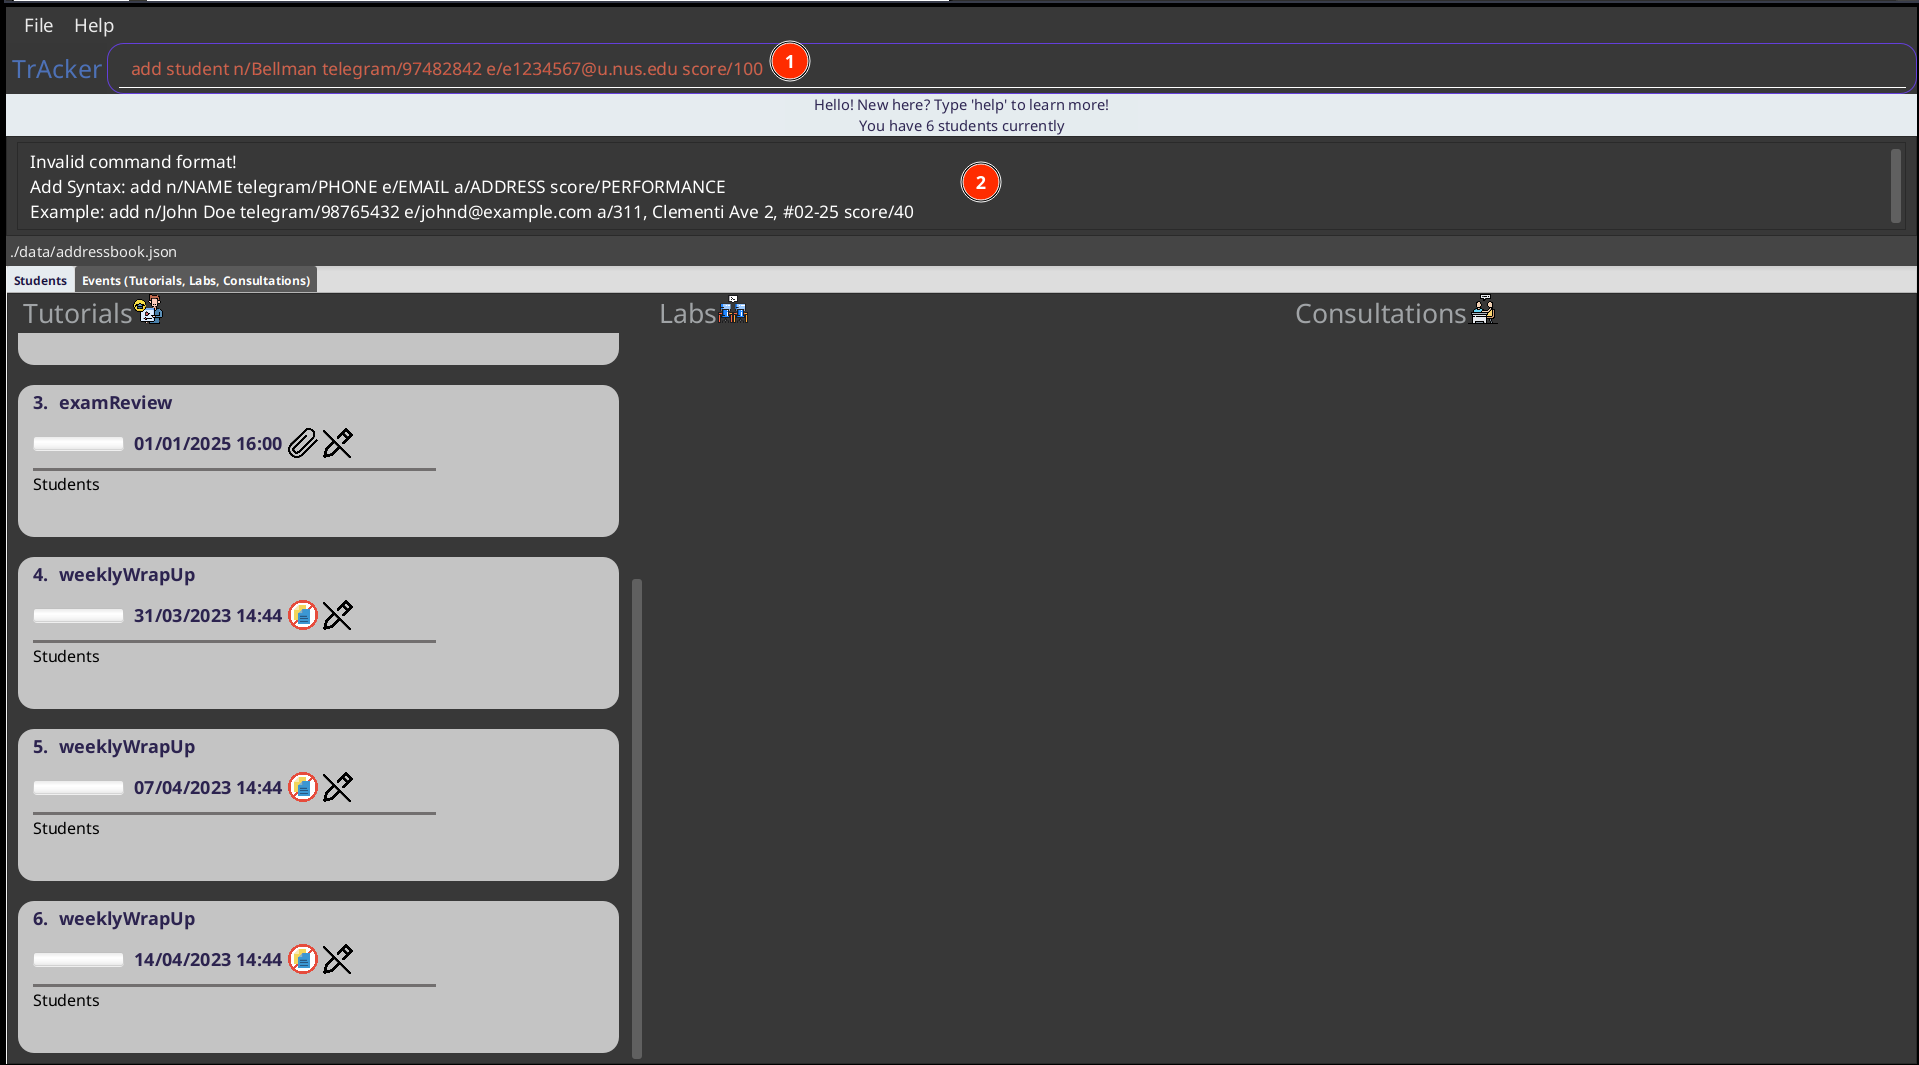 File Help
TrAcker add student n/Bellman telegram/97482842 e/e1234567@u.nus.edu score/100 1
Hello! New here? Type 'help' to learn more!
You have 6 students currently
Invalid command format!
Add Syntax: add n/NAME telegram/PHONE e/EMAIL a/ADDRESS score/PERFORMANCE
2
Example: add n/John Doe telegram/98765432 e/johnd@example.com a/311, Clementi Ave 2, #02-25 score/40
./data/addressbook.json
Students Events (Tutorials, Labs, Consultations)
Tutorials Labs Consultations
3. examReview
01/01/2025 16:00
Students
4. weeklyWrapUp
31/03/2023 14:44
Students
5. weeklyWrapUp
07/04/2023 14:44
Students
6. weeklyWrapUp
14/04/2023 14:44
Students